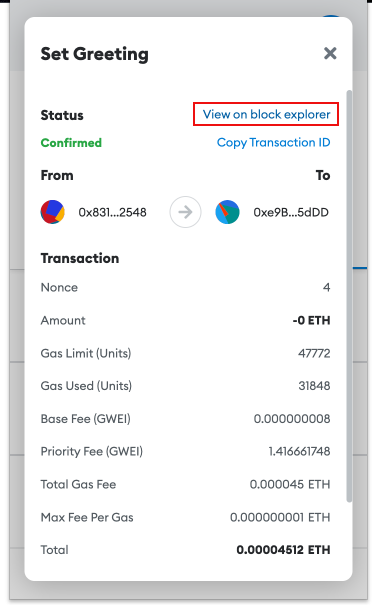 Set Greeting
Status View on block explorer
Confirmed Copy Transaction ID
From To
0x831...2548 0xe9B...5dDD
Transaction
Nonce 4
Amount -0 ETH
Gas Limit (Units) 47772
Gas Used (Units) 31848
Base Fee (GWEI) 0.000000008
Priority Fee (GWEI) 1.416661748
Total Gas Fee 0.000045 ETH
Max Fee Per Gas 0.000000001 ETH
Total 0.00004512 ETH